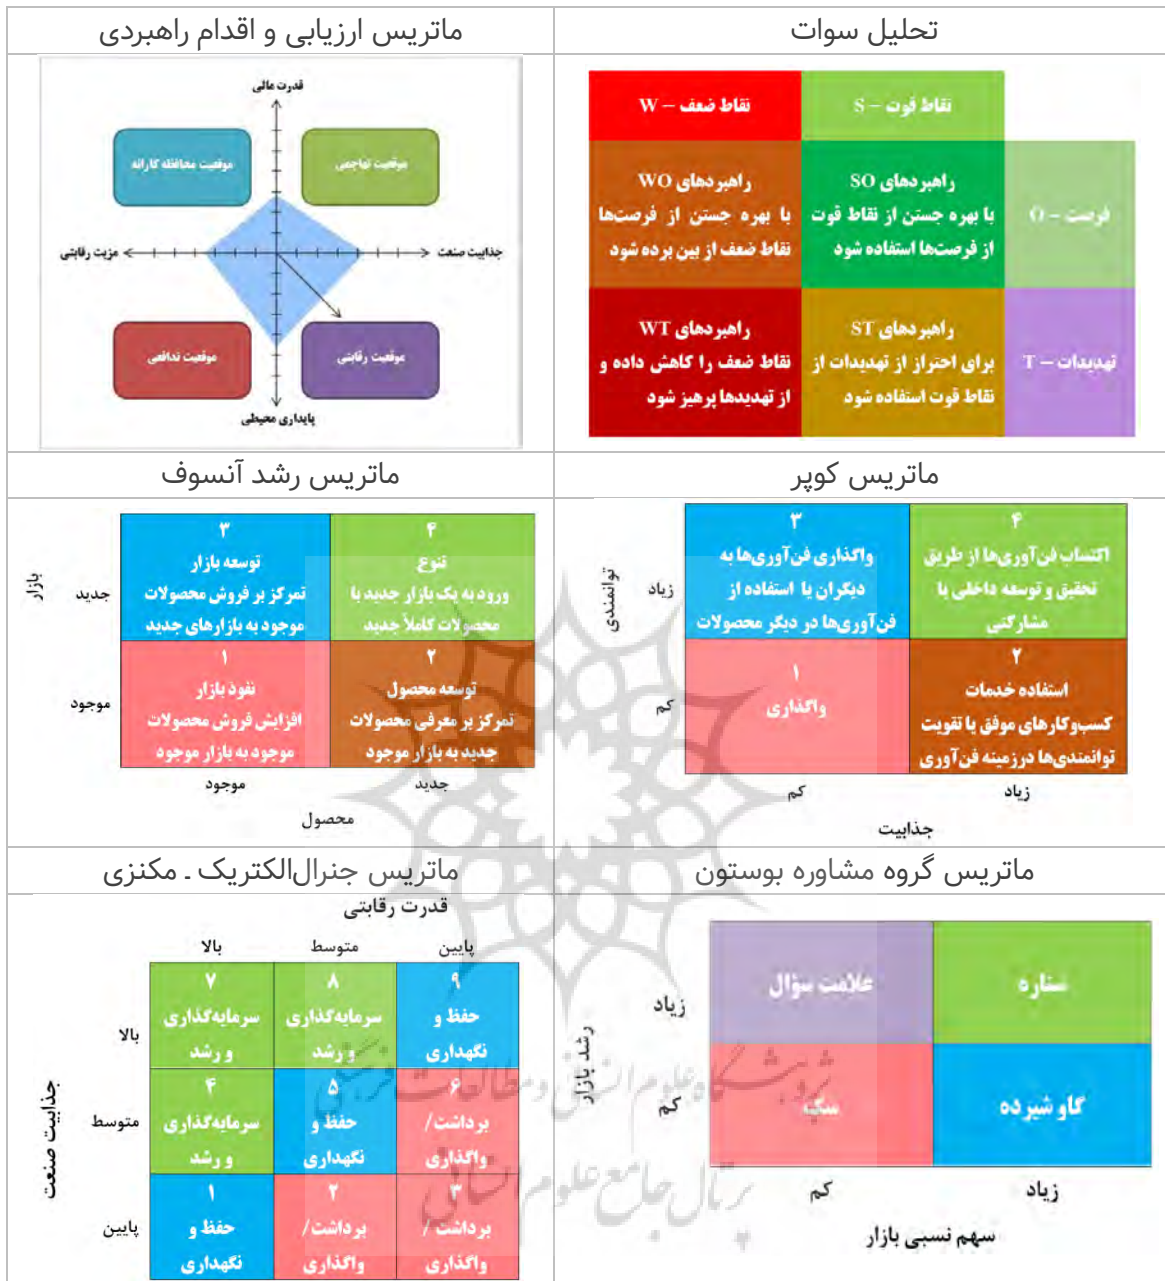 تحلیل سوات
نقاط قوت – S
نقاط ضعف – W
فرصت – O
راهبردهای SO
با بهره جستن از نقاط قوت
از فرصت‌ها استفاده شود
راهبردهای WO
با بهره جستن از فرصت‌ها
نقاط ضعف از بین برده شود
تهدیدات – T
راهبردهای ST
برای احتراز از تهدیدات از
نقاط قوت استفاده شود
راهبردهای WT
نقاط ضعف را کاهش داده و
از تهدیدها پرهیز شود
ماتریس ارزیابی و اقدام راهبردی
قدرت مالی
موقعیت تهاجمی
موقعیت محافظه کارانه
جذابیت صنعت
مزیت رقابتی
موقعیت رقابتی
موقعیت تدافعی
پایداری محیطی
ماتریس کوپر
توانمندی
زیاد
۴
اکتساب فن‌آوری‌ها از طریق
تحقیق و توسعه داخلی یا
مشارکتی
۳
واگذاری فن‌آوری‌ها به
دیگران یا استفاده از
فن‌آوری‌ها در دیگر محصولات
کم
۲
استفاده خدمات
کسب‌وکارهای موفق یا تقویت
توانمندی‌ها درزمینه فن‌آوری
۱
واگذاری
زیاد
کم
جذابیت
ماتریس رشد آنسوف
بازار
جدید
۴
تنوع
ورود به یک بازار جدید با
محصولات کاملاً جدید
۳
توسعه بازار
تمرکز بر فروش محصولات
موجود به بازارهای جدید
موجود
۲
توسعه محصول
تمرکز بر معرفی محصولات
جدید به بازار موجود
۱
نفوذ بازار
افزایش فروش محصولات
موجود به بازار موجود
جدید
موجود
محصول
ماتریس گروه مشاوره بوستون
رشد بازار
زیاد
ستاره
علامت سؤال
کم
گاو شیرده
سگ
زیاد
کم
سهم نسبی بازار
ماتریس جنرال‌الکتریک ـ مکنزی
قدرت رقابتی
پایین
متوسط
بالا
جذابیت صنعت
بالا
۹
حفظ و
نگهداری
۸
سرمایه‌گذاری
و رشد
۷
سرمایه‌گذاری
و رشد
متوسط
۶
برداشت/
واگذاری
۵
حفظ و
نگهداری
۴
سرمایه‌گذاری
و رشد
پایین
۳
برداشت /
واگذاری
۲
برداشت/
واگذاری
۱
حفظ و
نگهداری
پژوهشگاه علوم انسانی و مطالعات فرهنگی
پرتال جامع علوم انسانی